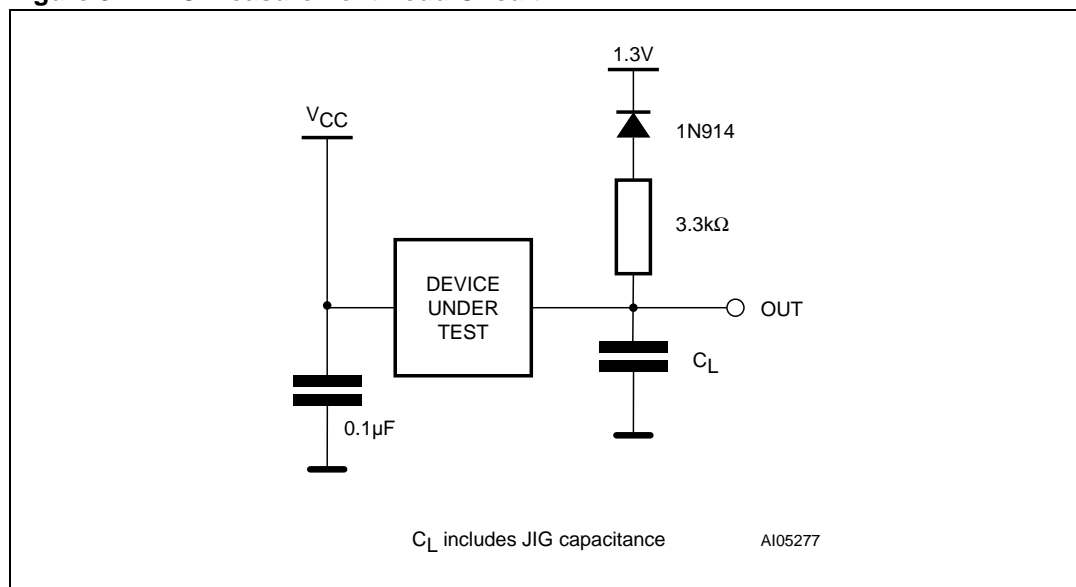 1.3V
VCC
1N914
3.3kΩ
DEVICE
UNDER
TEST
OUT
CL
0.1µF
CL includes JIG capacitance
AI05277